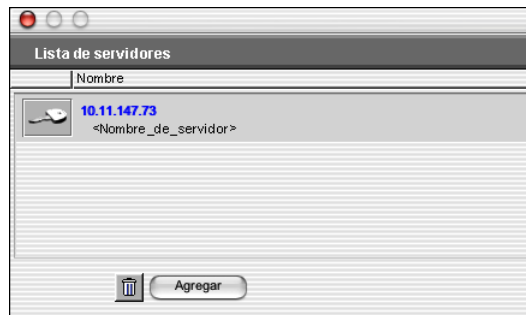 Lista de servidores
Nombre
10.11.147.73
<Nombre_de_servidor>
Agregar